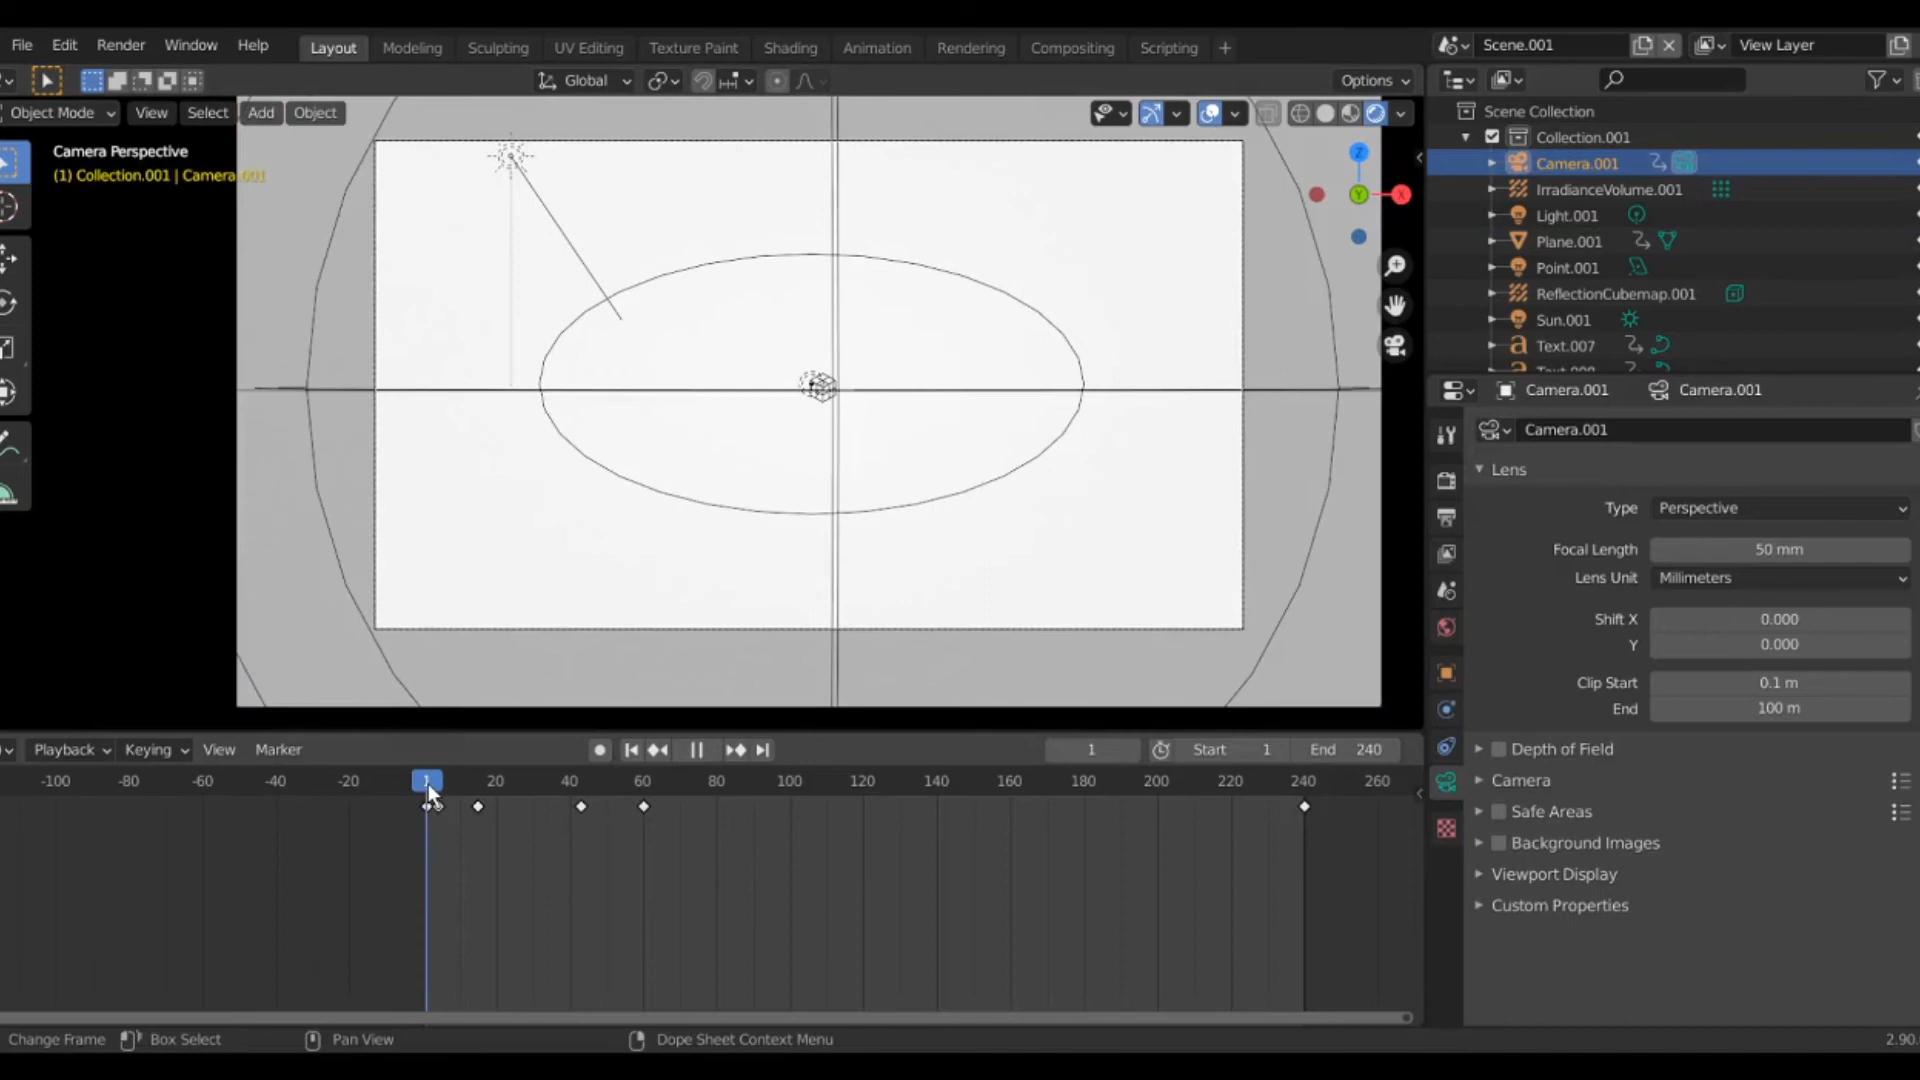 File Edit Render Window Help Layout Modeling Sculpting UV Editing Texture Paint Shading Animation Rendering Compositing Scripting + Scene.001 View Layer
Global Options
Object Mode View Select Add Object
Scene Collection
Collection.001
Camera Perspective
(1) Collection.001 | Camera.001
Z
Y
X
Camera.001
IrradianceVolume.001
Light.001
Plane.001
Point.001
ReflectionCubemap.001
Sun.001
Text.007
Camera.001 Camera.001
Camera.001
Lens
Type Perspective
Focal Length 50 mm
Lens Unit Millimeters
Shift X 0.000
Y 0.000
Clip Start 0.1 m
End 100 m
Depth of Field
Camera
Safe Areas
Background Images
Viewport Display
Custom Properties
Playback Keying View Marker 1 Start 1 End 240
-100 -80 -60 -40 -20 1 20 40 60 80 100 120 140 160 180 200 220 240 260
Change Frame Box Select Pan View Dope Sheet Context Menu 2.90.